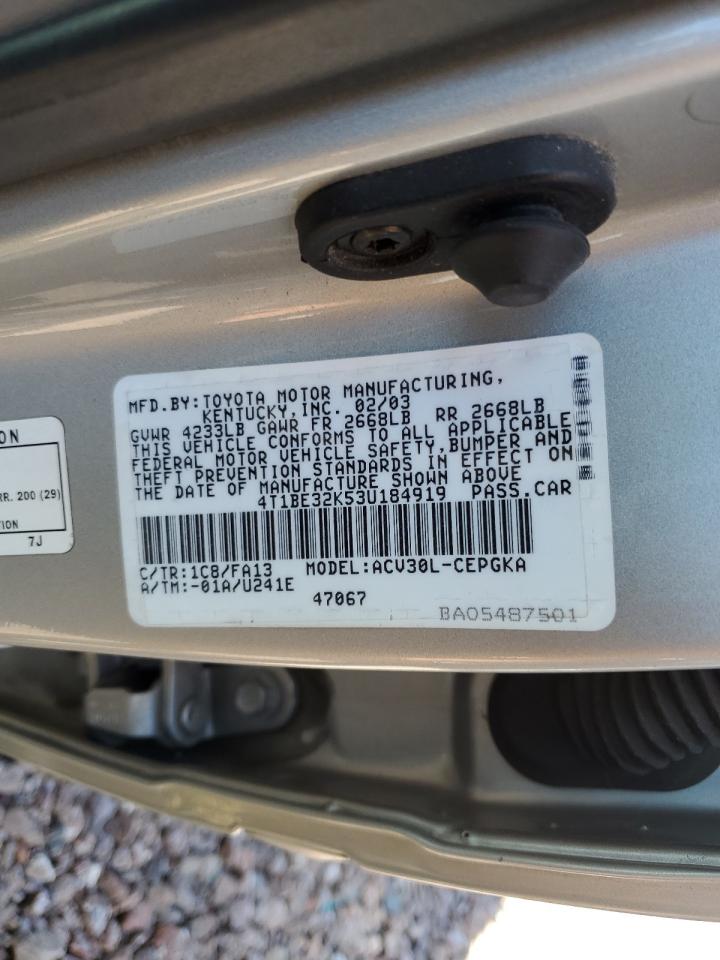 MFD.BY:TOYOTA MOTOR MANUFACTURING,
KENTUCKY,INC. 02/03
GVWR 4233LB GAWR FR 2668LB RR 2668LB
THIS VEHICLE CONFORMS TO ALL APPLICABLE
FEDERAL MOTOR VEHICLE SAFETY,BUMPER AND
THEFT PREVENTION STANDARDS IN EFFECT ON
THE DATE OF MANUFACTURE SHOWN ABOVE
4T1BE32K53U184919 PASS.CAR
C/TR:1C8/FA13 MODEL:ACV30L-CEPGKA
A/TM:-01A/U241E
47067
BA05487501
ON
RR. 200 (29)
TION
7J